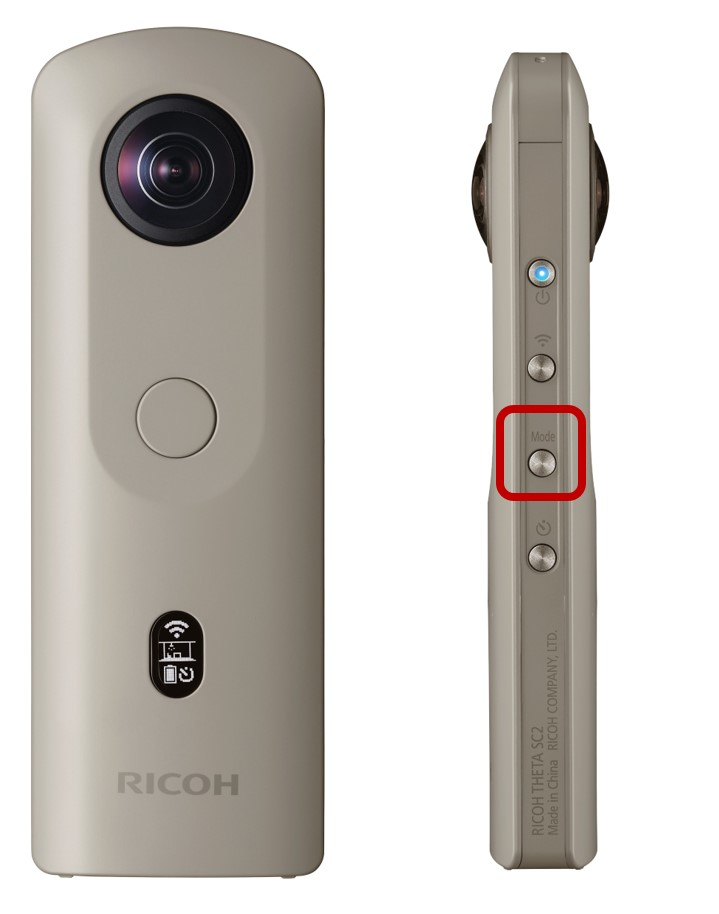 RICOH
Mode
RICOH THETA SC2
Made in China RICOH COMPANY, LTD.